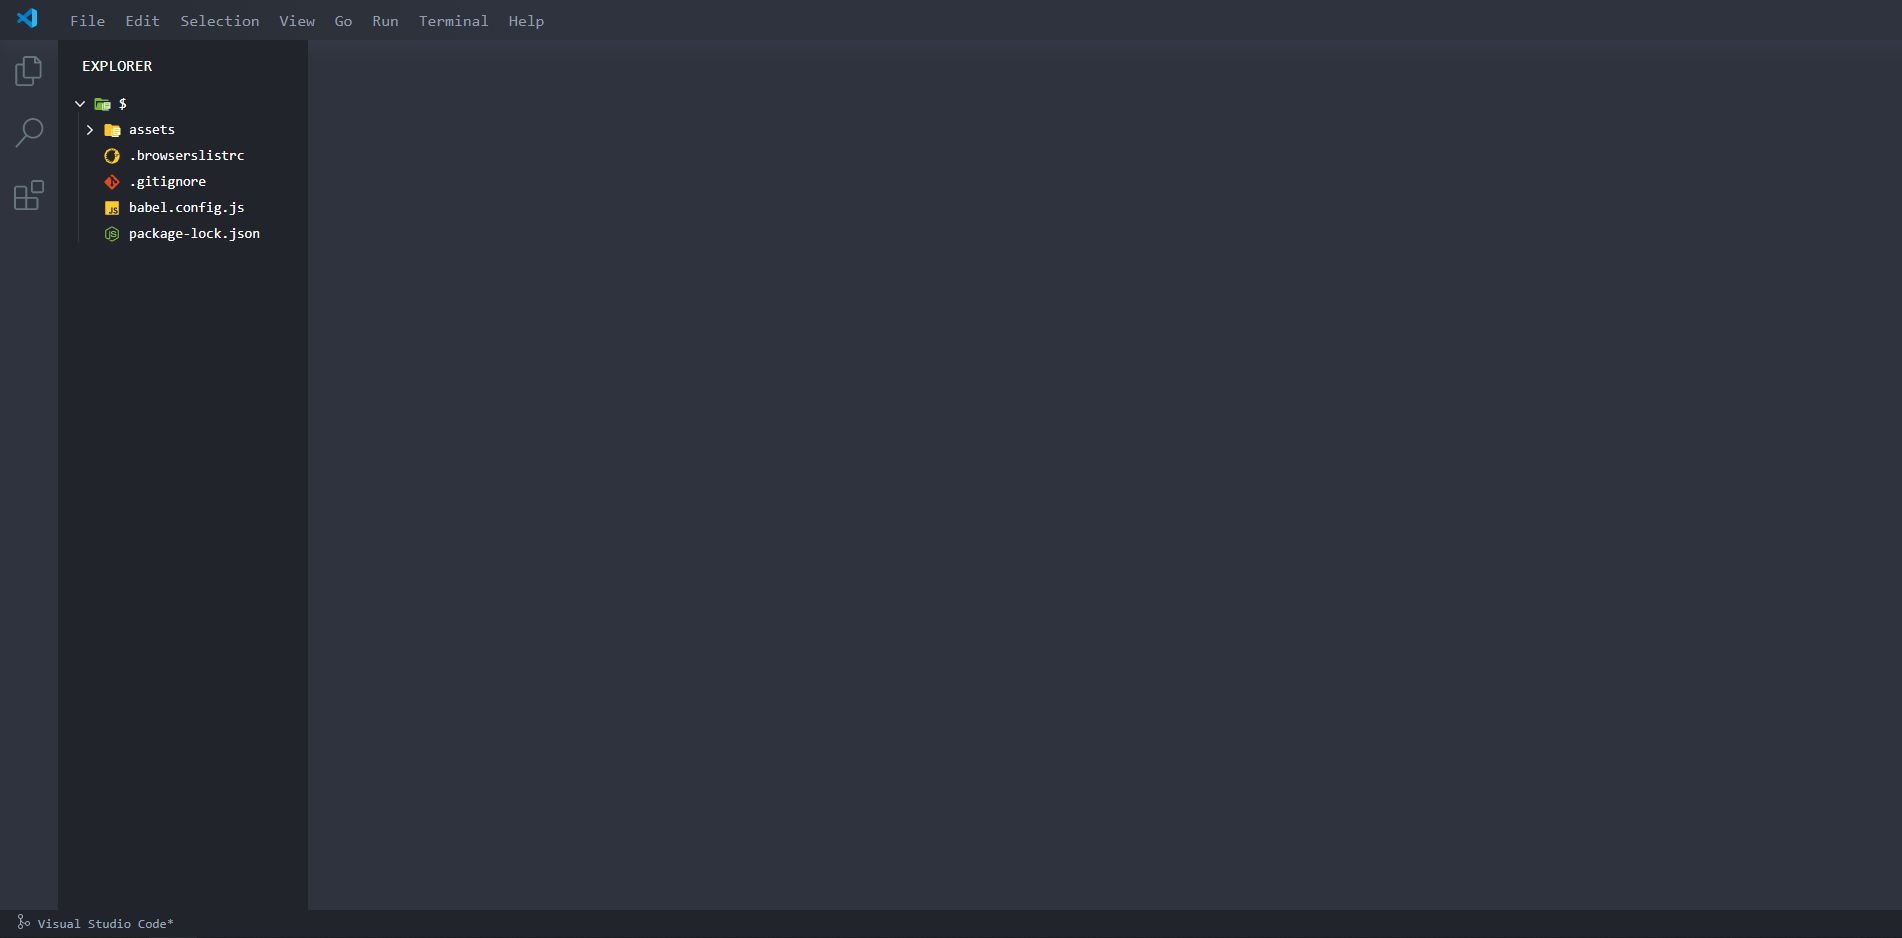 File Edit Selection View Go Run Terminal Help
EXPLORER
$
assets
.browserslistrc
.gitignore
babel.config.js
package-lock.json
Visual Studio Code*